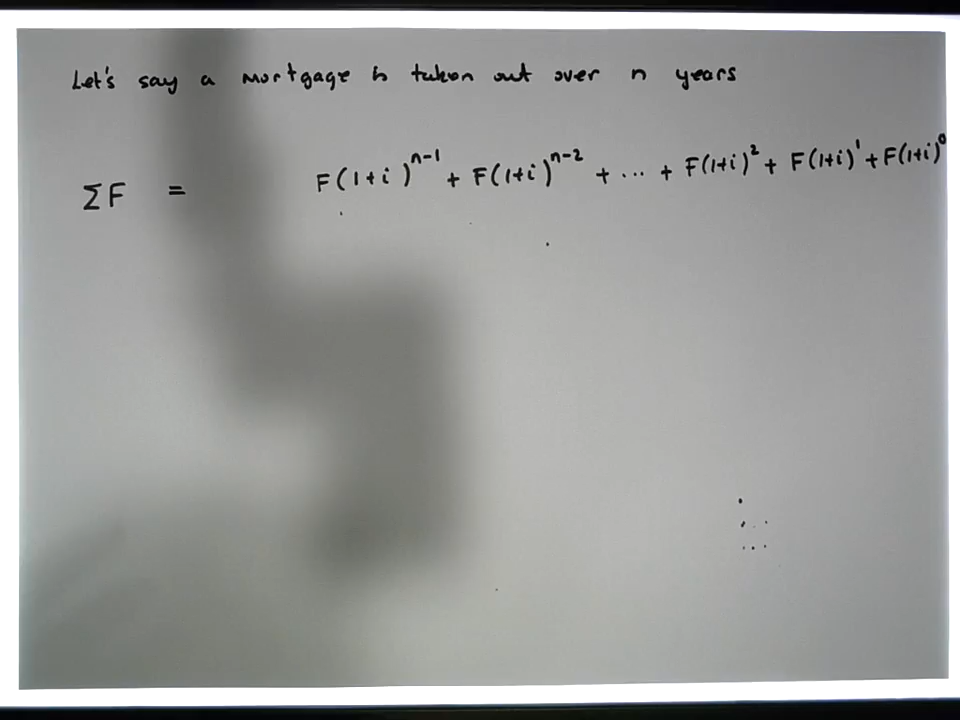 Let's say a mortgage is taken out over n years
ΣF = F(1+i)^{n-1} + F(1+i)^{n-2} + ... + F(1+i)^2 + F(1+i)^1 + F(1+i)^0